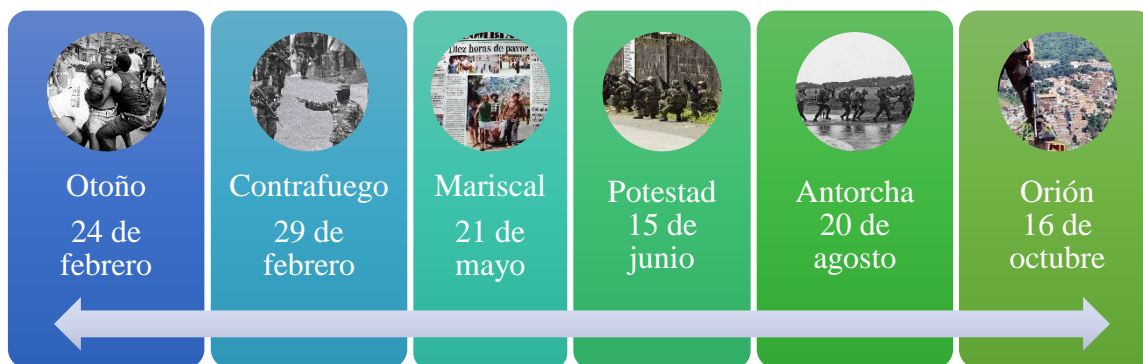 Otoño
24 de
febrero
Contrafuego
29 de
febrero
Diez horas de pavor
Mariscal
21 de
mayo
Potestad
15 de
junio
Antorcha
20 de
agosto
Orión
16 de
octubre